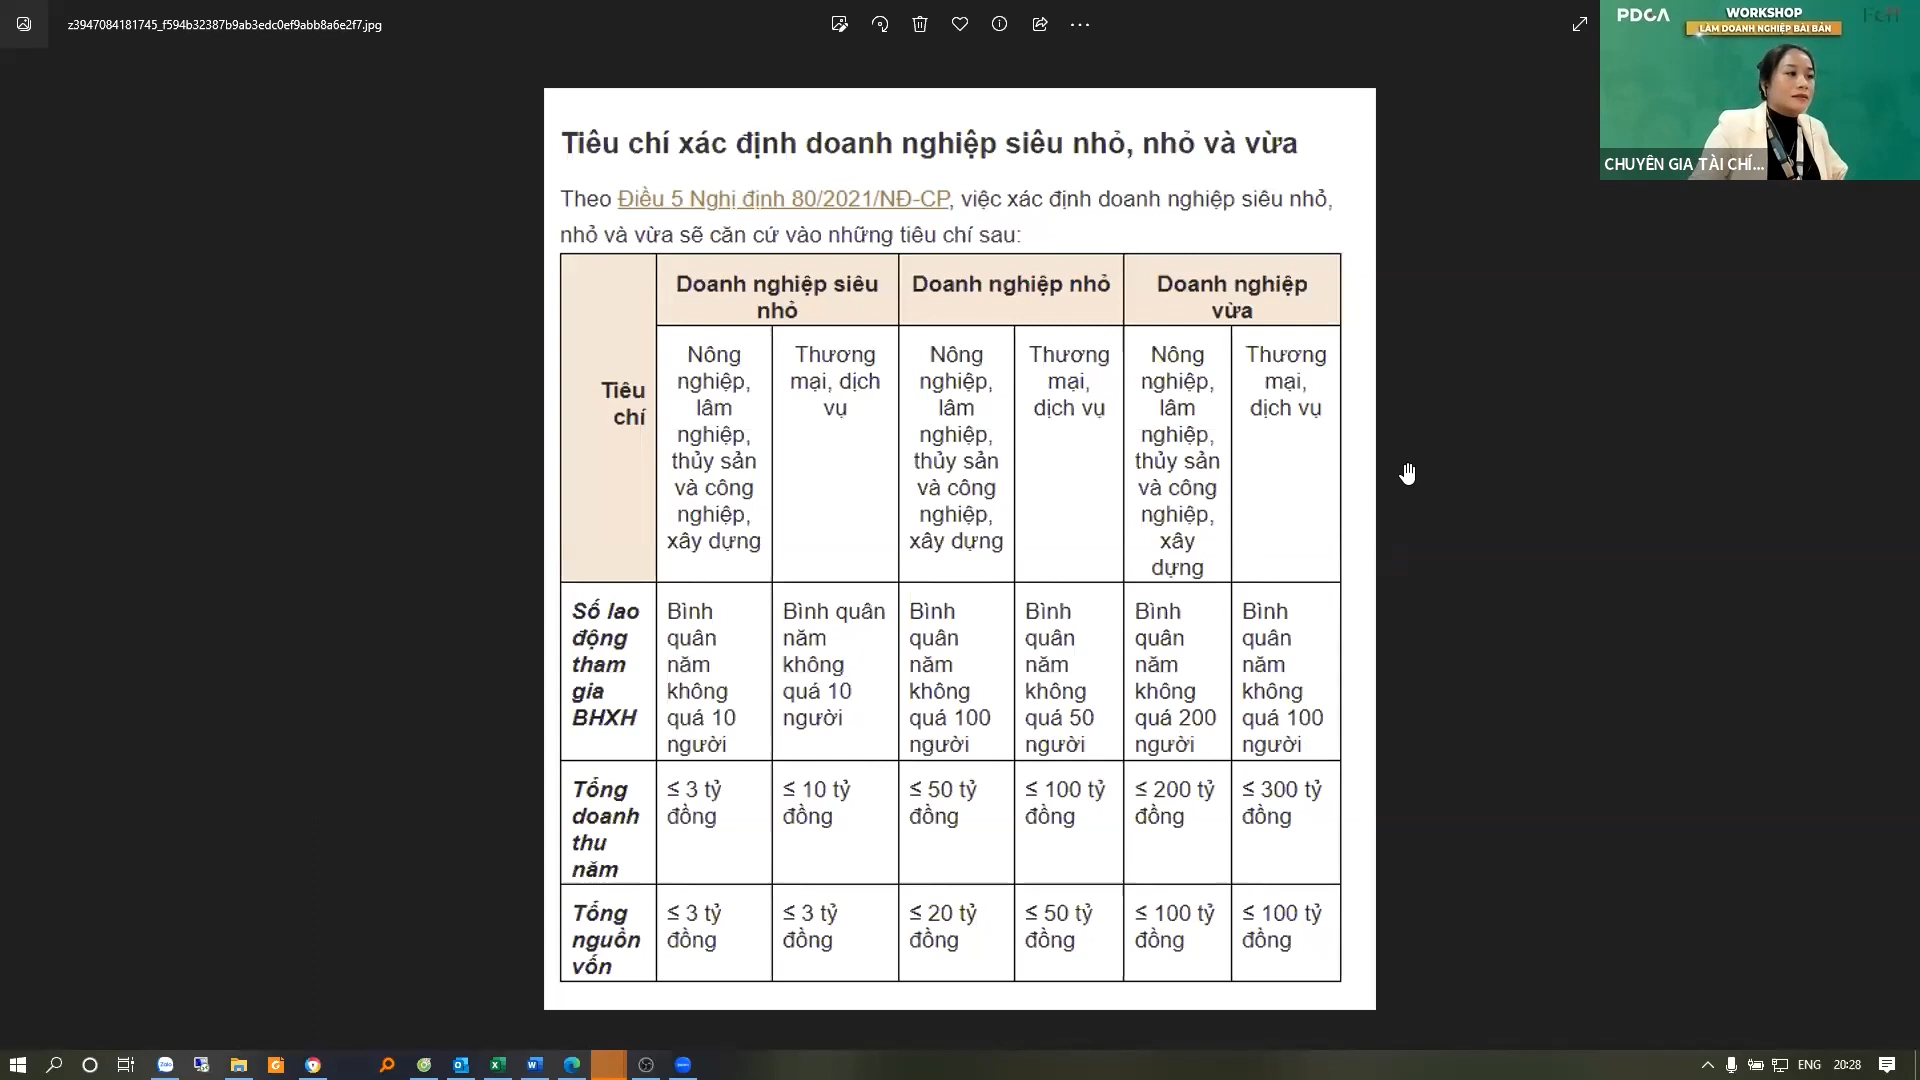 z3947084181745_f594b32387b9ab3edc0ef9abb8a6e2f7.jpg
PDCA
WORKSHOP
LÀM DOANH NGHIỆP BÀI BẢN
CHUYÊN GIA TÀI CHÍ...
Tiêu chí xác định doanh nghiệp siêu nhỏ, nhỏ và vừa
Theo Điều 5 Nghị định 80/2021/NĐ-CP, việc xác định doanh nghiệp siêu nhỏ,
nhỏ và vừa sẽ căn cứ vào những tiêu chí sau:
Tiêu
chí
Doanh nghiệp siêu
nhỏ
Doanh nghiệp nhỏ
Doanh nghiệp
vừa
Nông
nghiệp,
lâm
nghiệp,
thủy sản
và công
nghiệp,
xây dựng
Thương
mại, dịch
vụ
Nông
nghiệp,
lâm
nghiệp,
thủy sản
và công
nghiệp,
xây dựng
Thương
mại,
dịch vụ
Nông
nghiệp,
lâm
nghiệp,
thủy sản
và công
nghiệp,
xây
dựng
Thương
mại,
dịch vụ
Số lao
động
tham
gia
BHXH
Bình
quân
năm
không
quá 10
người
Bình quân
năm
không
quá 10
người
Bình
quân
năm
không
quá 100
người
Bình
quân
năm
không
quá 50
người
Bình
quân
năm
không
quá 200
người
Bình
quân
năm
không
quá 100
người
Tổng
doanh
thu
năm
≤ 3 tỷ
đồng
≤ 10 tỷ
đồng
≤ 50 tỷ
đồng
≤ 100 tỷ
đồng
≤ 200 tỷ
đồng
≤ 300 tỷ
đồng
Tổng
nguồn
vốn
≤ 3 tỷ
đồng
≤ 3 tỷ
đồng
≤ 20 tỷ
đồng
≤ 50 tỷ
đồng
≤ 100 tỷ
đồng
≤ 100 tỷ
đồng
ENG
20:28